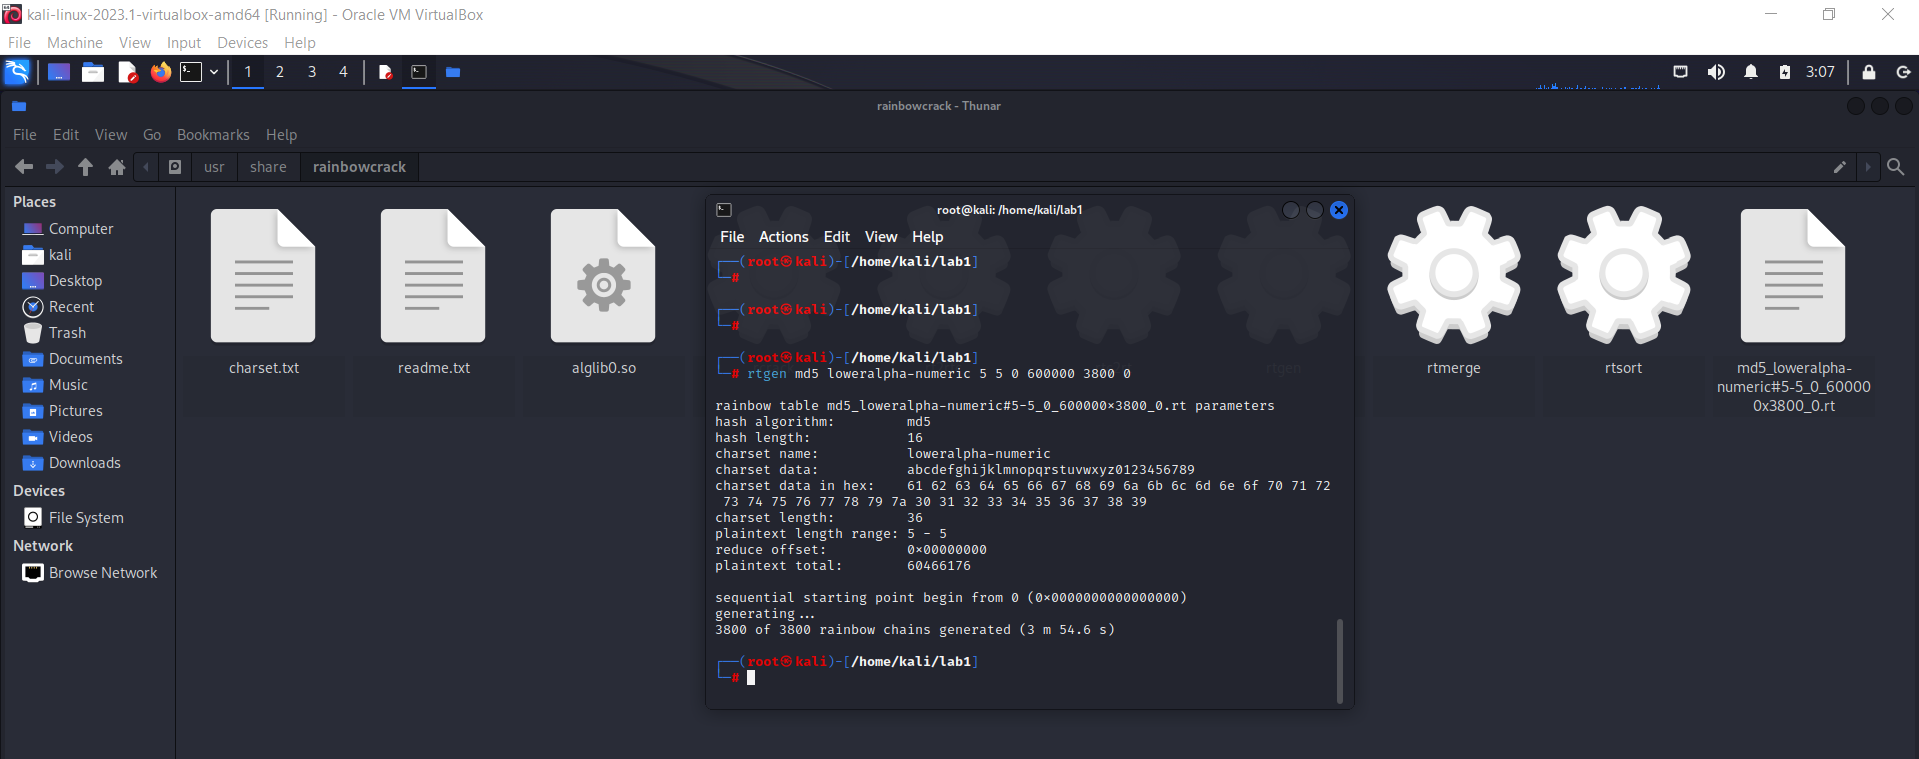 kali-linux-2023.1-virtualbox-amd64 [Running] - Oracle VM VirtualBox
File Machine View Input Devices Help
1 2 3 4 3:07
rainbowcrack - Thunar
File Edit View Go Bookmarks Help
usr share rainbowcrack
Places
Computer
kali
Desktop
Recent
Trash
Documents
Music
Pictures
Videos
Downloads
Devices
File System
Network
Browse Network
charset.txt
readme.txt
alglib0.so
rtgen
rtmerge
rtsort
md5_loweralpha-
numeric#5-5_0_60000
0x3800_0.rt
root@kali: /home/kali/lab1
File Actions Edit View Help
┌──(root㉿kali)-[/home/kali/lab1]
└─#
┌──(root㉿kali)-[/home/kali/lab1]
└─#
┌──(root㉿kali)-[/home/kali/lab1]
└─# rtgen md5 loweralpha-numeric 5 5 0 600000 3800 0
rainbow table md5_loweralpha-numeric#5-5_0_600000×3800_0.rt parameters
hash algorithm: md5
hash length: 16
charset name: loweralpha-numeric
charset data: abcdefghijklmnopqrstuvwxyz0123456789
charset data in hex: 61 62 63 64 65 66 67 68 69 6a 6b 6c 6d 6e 6f 70 71 72
73 74 75 76 77 78 79 7a 30 31 32 33 34 35 36 37 38 39
charset length: 36
plaintext length range: 5 - 5
reduce offset: 0×00000000
plaintext total: 60466176
sequential starting point begin from 0 (0×0000000000000000)
generating...
3800 of 3800 rainbow chains generated (3 m 54.6 s)
┌──(root㉿kali)-[/home/kali/lab1]
└─#